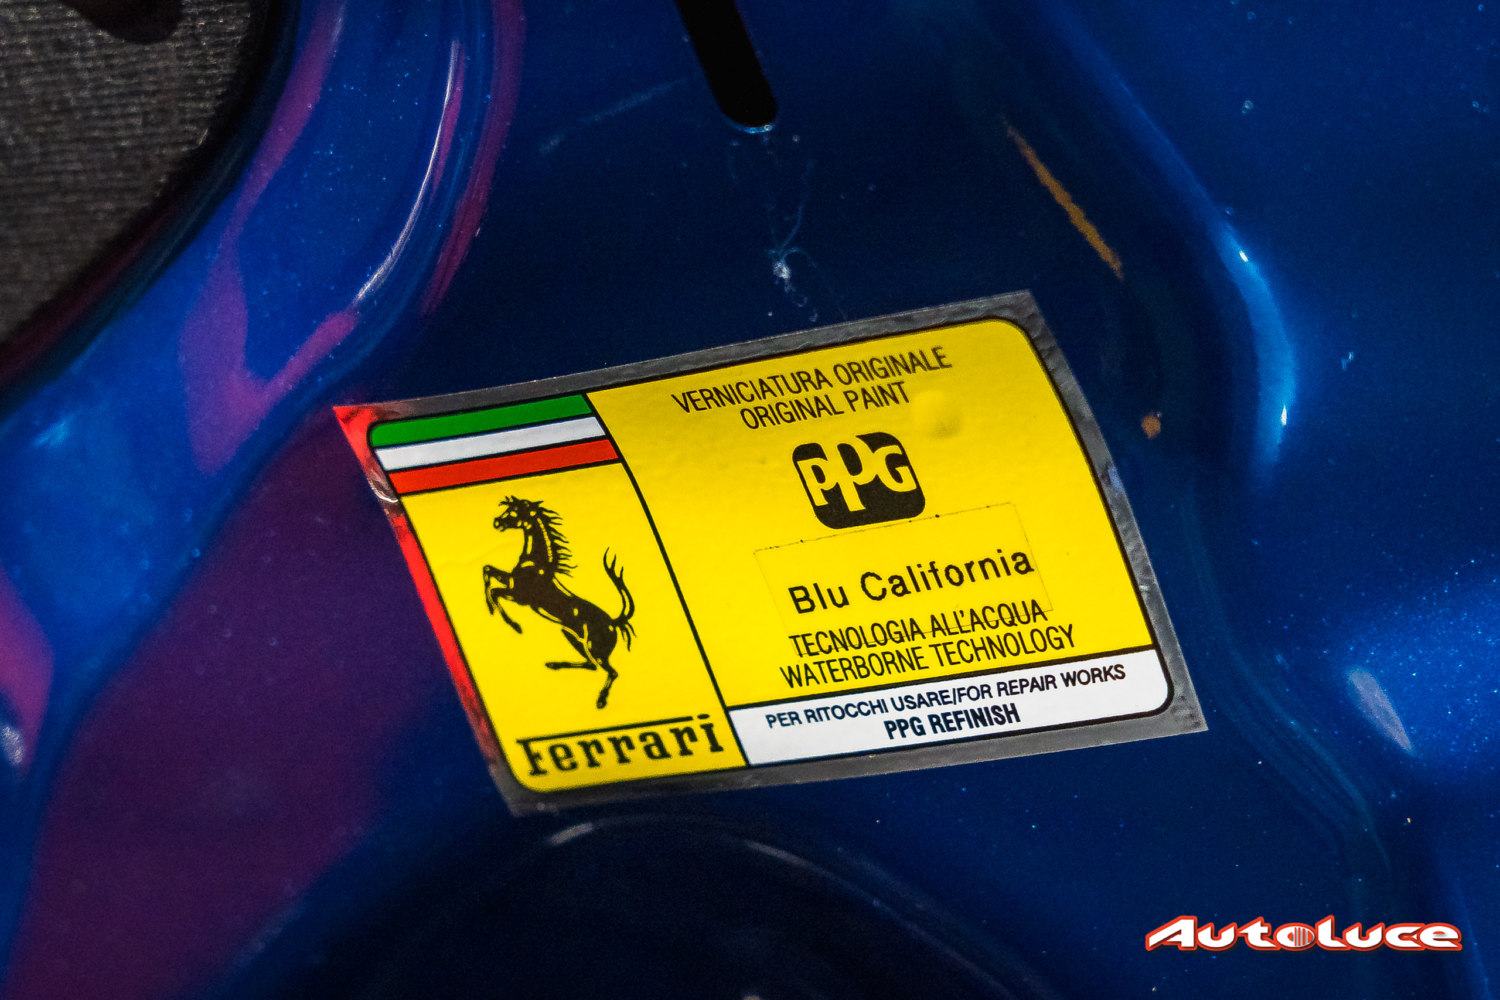 VERNICIATURA ORIGINALE
ORIGINAL PAINT
PPG
Blu California
TECNOLOGIA ALL'ACQUA
WATERBORNE TECHNOLOGY
PER RITOCCHI USARE/FOR REPAIR WORKS
PPG REFINISH
Ferrari
Autoluce